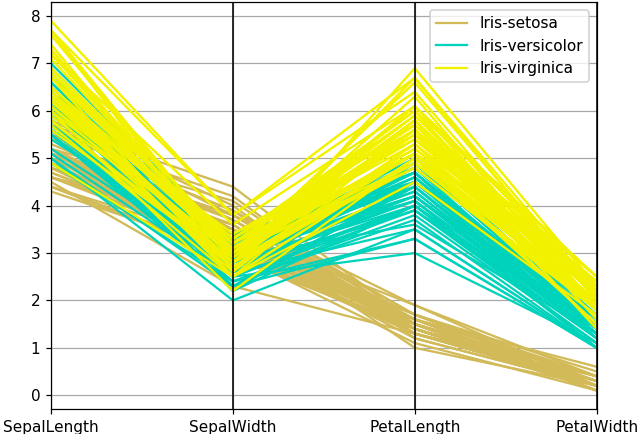 8
7
6
5
4
3
2
1
0
Iris-setosa
Iris-versicolor
Iris-virginica
SepalLength SepalWidth PetalLength PetalWidth